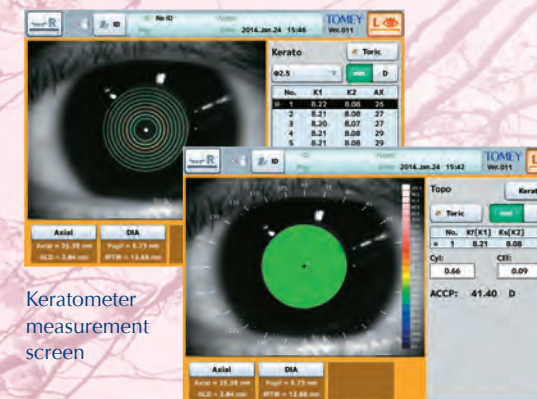 R
ID
No ID
2014.Jan.24 15:46
TOMEY
Ver.011
L
Kerato
Toric
Φ2.5
mm
D
No. K1 K2 AX
1 8.22 8.08 26
2 8.21 8.08 27
3 8.20 8.07 27
4 8.21 8.08 29
5 8.21 8.08 29
Axial
DIA
Axial = 25.38 mm
ACD = 3.84 mm
Pupil = 5.73 mm
WTW = 12.66 mm
Keratometer
measurement
screen
R
ID
No ID
2014.Jan.24 15:42
TOMEY
Ver.011
L
Topo
Kerat
Toric
No. Kf[K1] Ks[K2]
1 8.21 8.08
Cyl:
CEI:
0.66
0.09
ACCP: 41.40 D
Axial
DIA
Axial = 25.38 mm
ACD = 3.84 mm
Pupil = 5.73 mm
WTW = 12.66 mm